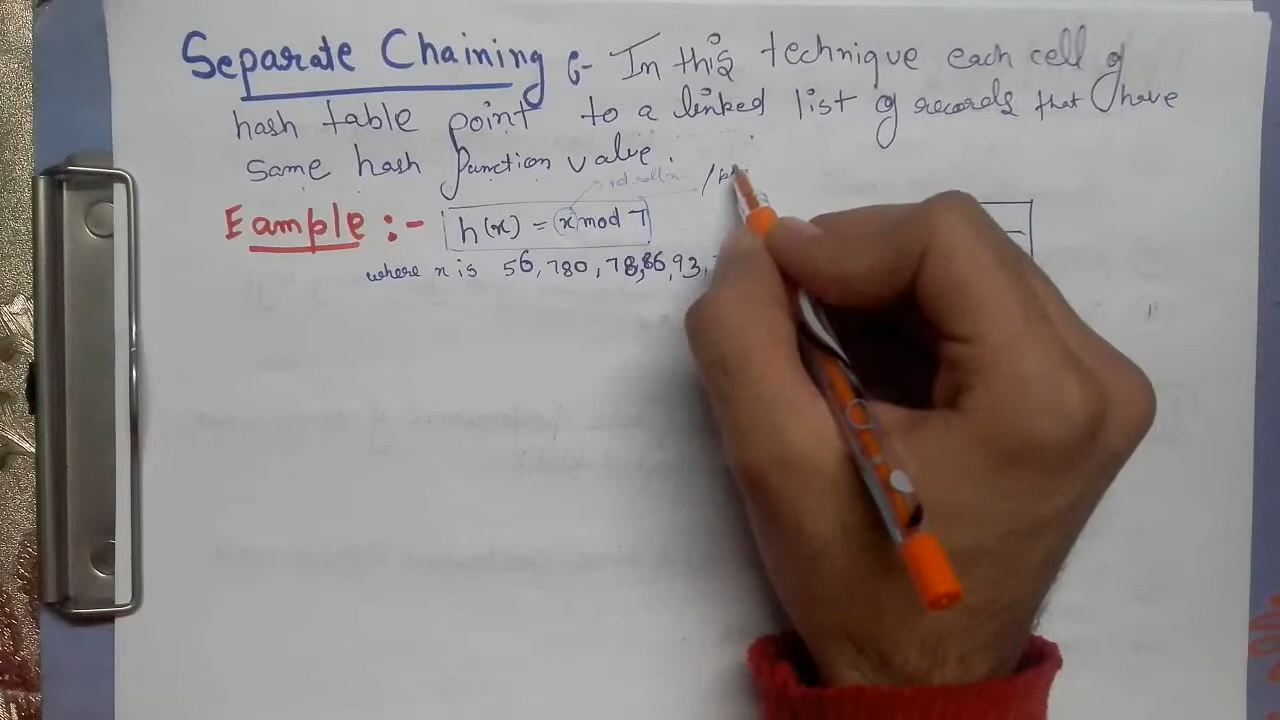 Separate Chaining :- In this technique each cell of
hash table point to a linked list of records that have
same hash function value.
Eample :- h(x) = x mod 7
where x is 56, 780, 78, 86, 93,